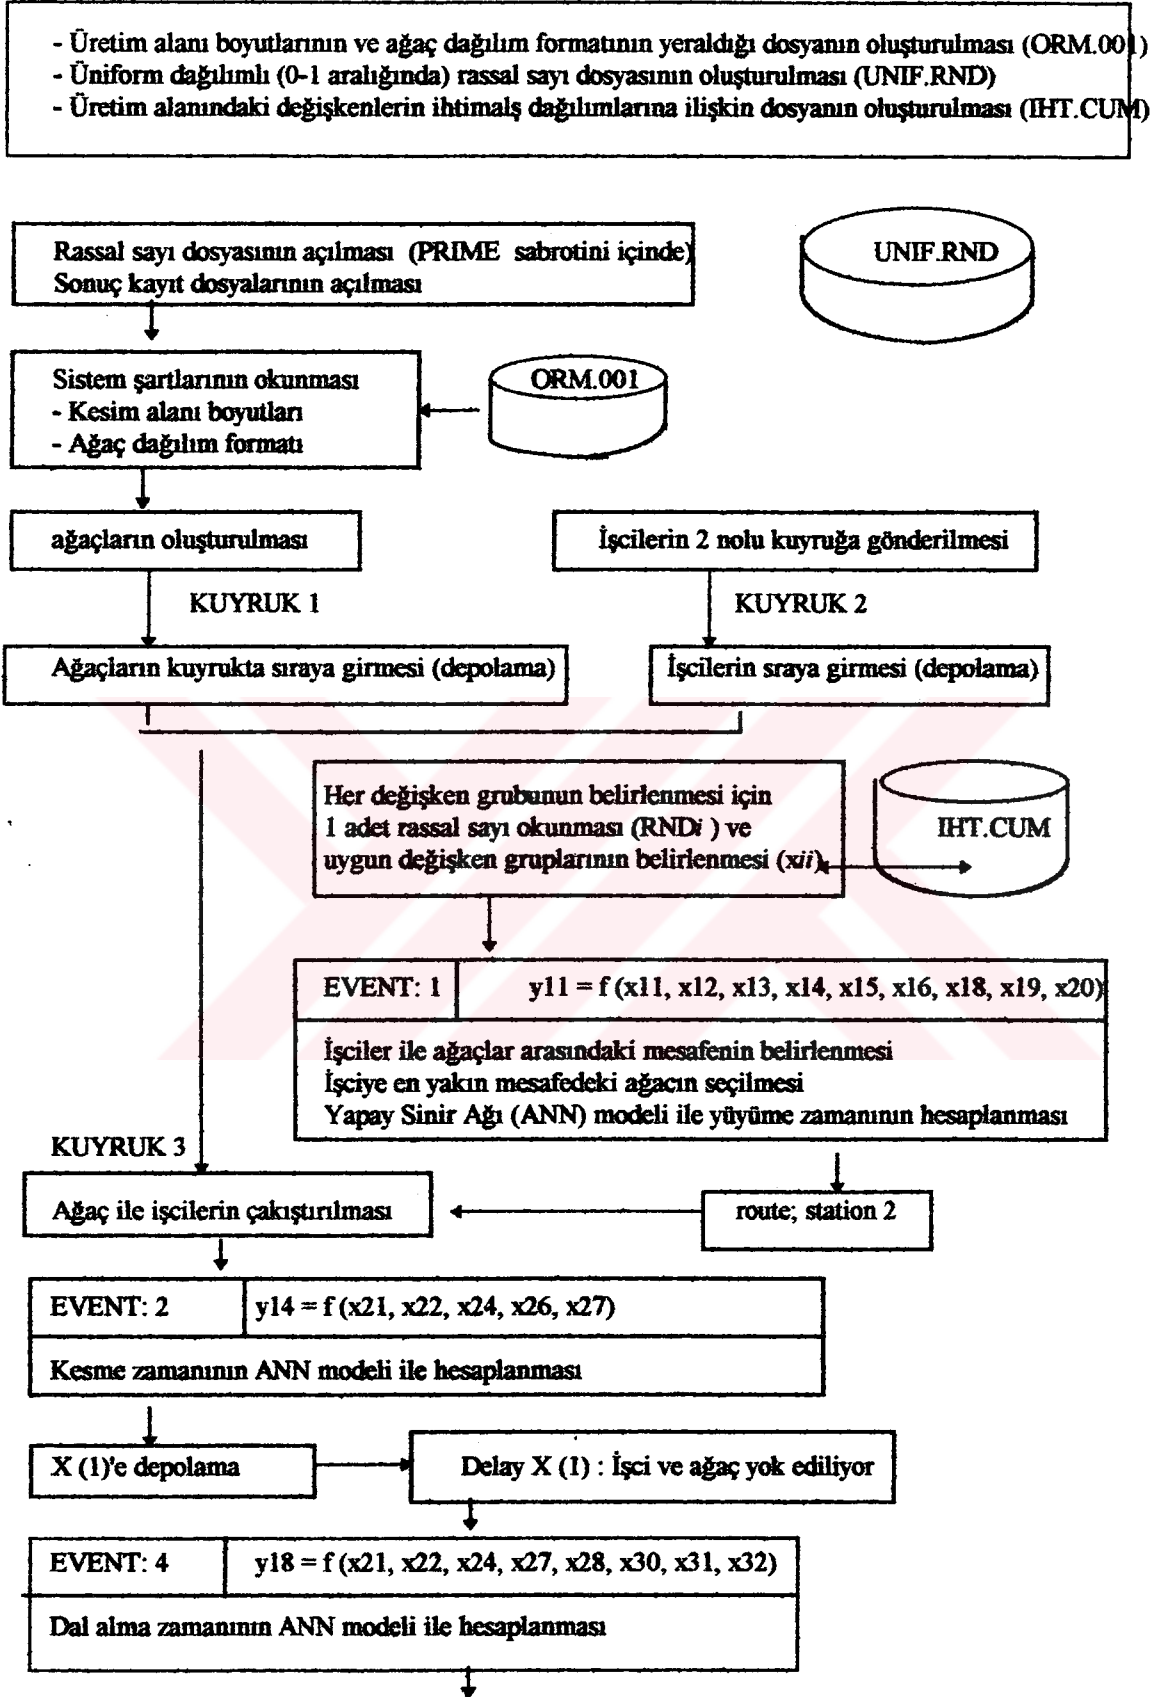 - Üretim alanı boyutlarının ve ağaç dağılım formatının yeraldığı dosyanın oluşturulması (ORM.001)
- Üniform dağılımlı (0-1 aralığında) rassal sayı dosyasının oluşturulması (UNIF.RND)
- Üretim alanındaki değişkenlerin ihtimalş dağılımlarına ilişkin dosyanın oluşturulması (IHT.CUM)
Rassal sayı dosyasının açılması (PRIME sabrotini içinde)
Sonuç kayıt dosyalarının açılması
UNIF.RND
Sistem şartlarının okunması
- Kesim alanı boyutları
- Ağaç dağılım formatı
ORM.001
ağaçların oluşturulması
İşcilerin 2 nolu kuyruğa gönderilmesi
KUYRUK 1
KUYRUK 2
Ağaçların kuyrukta sıraya girmesi (depolama)
İşcilerin sraya girmesi (depolama)
Her değişken grubunun belirlenmesi için
1 adet rassal sayı okunması (RNDi ) ve
uygun değişken gruplarının belirlenmesi (xii)
IHT.CUM
EVENT: 1
y11 = f (x11, x12, x13, x14, x15, x16, x18, x19, x20)
İşciler ile ağaçlar arasındaki mesafenin belirlenmesi
İşciye en yakın mesafedeki ağacın seçilmesi
Yapay Sinir Ağı (ANN) modeli ile yüyüme zamanının hesaplanması
KUYRUK 3
Ağaç ile işcilerin çakıştırılması
route; station 2
EVENT: 2
y14 = f (x21, x22, x24, x26, x27)
Kesme zamanının ANN modeli ile hesaplanması
X (1)'e depolama
Delay X (1) : İşci ve ağaç yok ediliyor
EVENT: 4
y18 = f (x21, x22, x24, x27, x28, x30, x31, x32)
Dal alma zamanının ANN modeli ile hesaplanması